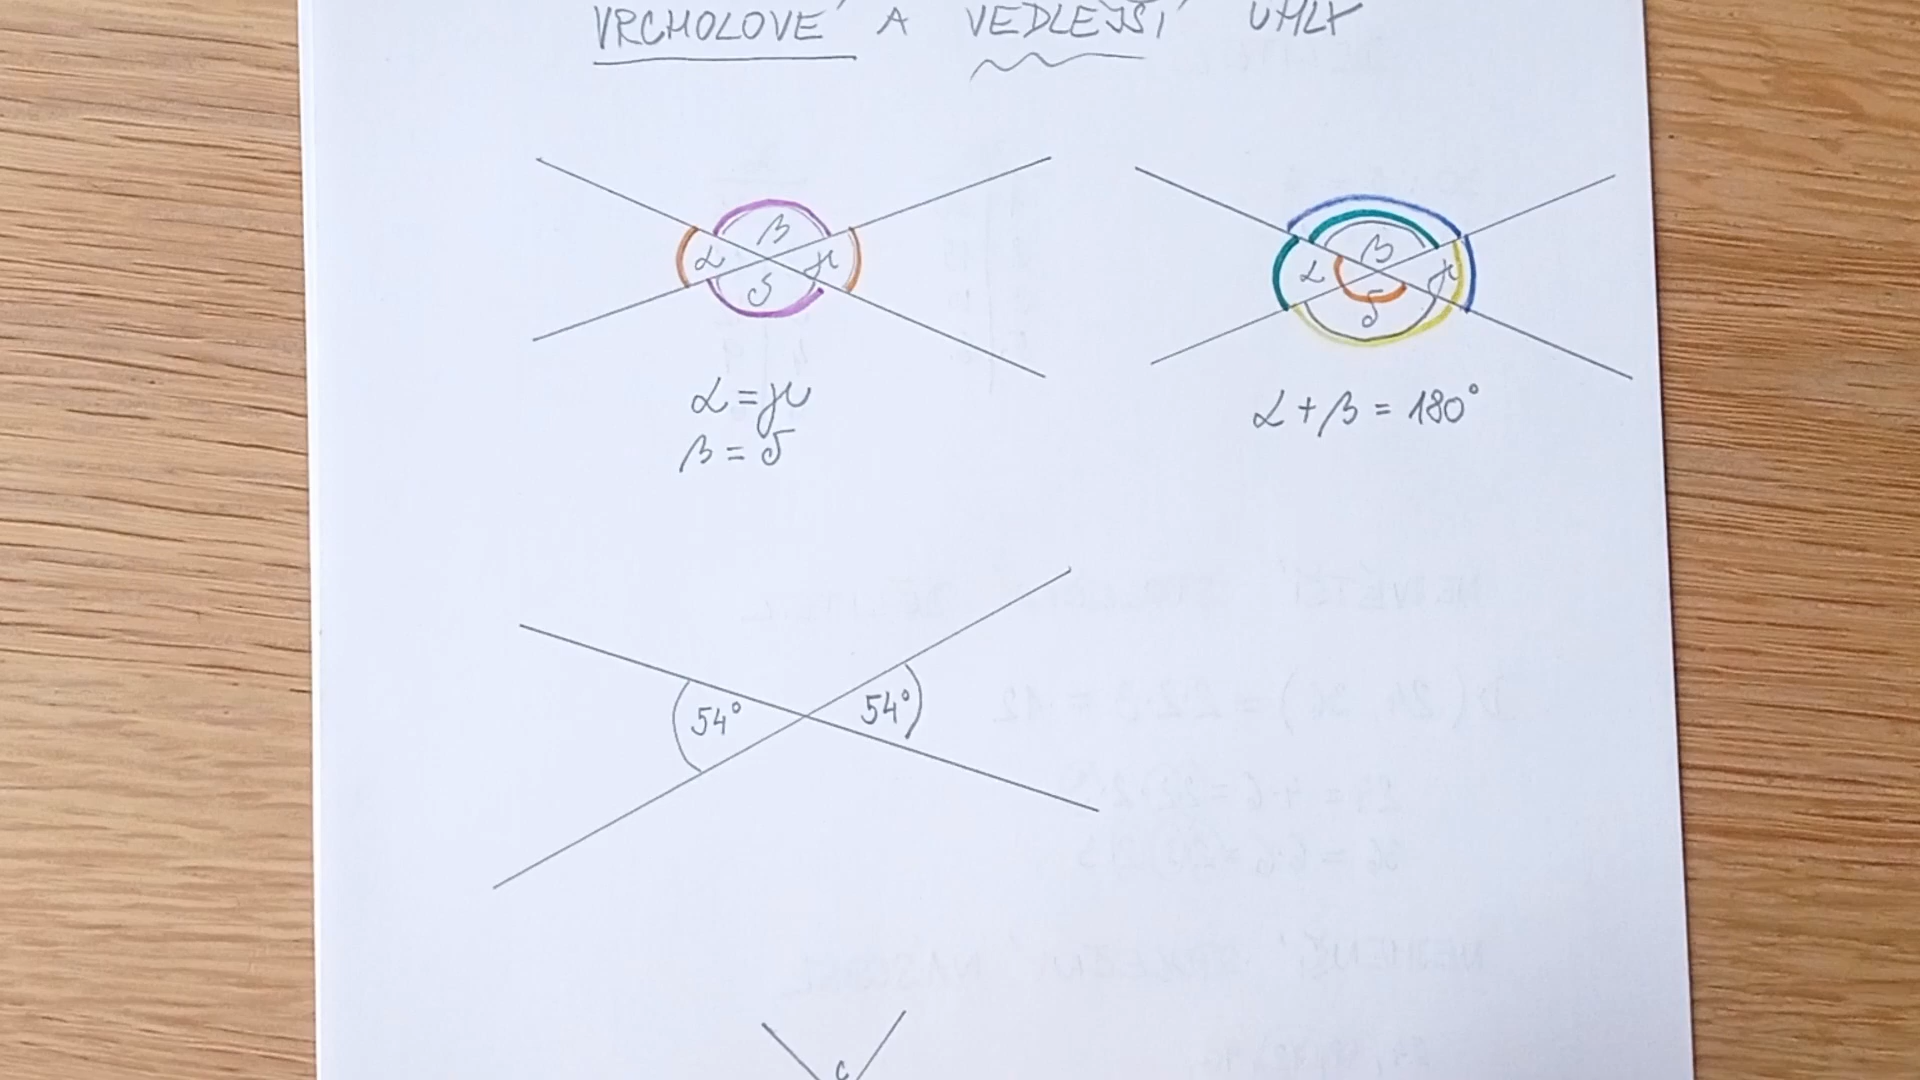 VRCHOLOVÉ A VEDLEJŠÍ ÚHLY
β β
α γ α γ
δ δ
α = γ α + β = 180°
β = δ
54° 54°
c